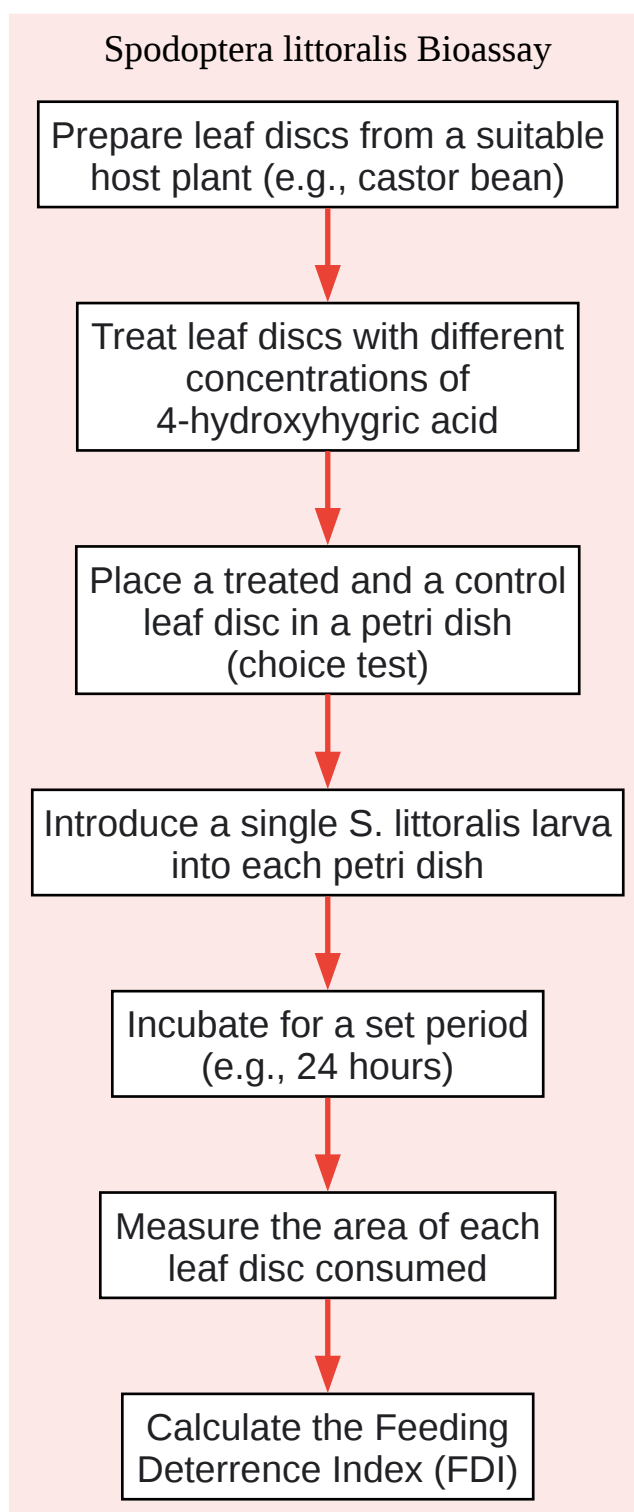 Spodoptera littoralis Bioassay
Prepare leaf discs from a suitable
host plant (e.g., castor bean)
Treat leaf discs with different
concentrations of
4-hydroxyhygric acid
Place a treated and a control
leaf disc in a petri dish
(choice test)
Introduce a single S. littoralis larva
into each petri dish
Incubate for a set period
(e.g., 24 hours)
Measure the area of each
leaf disc consumed
Calculate the Feeding
Deterrence Index (FDI)